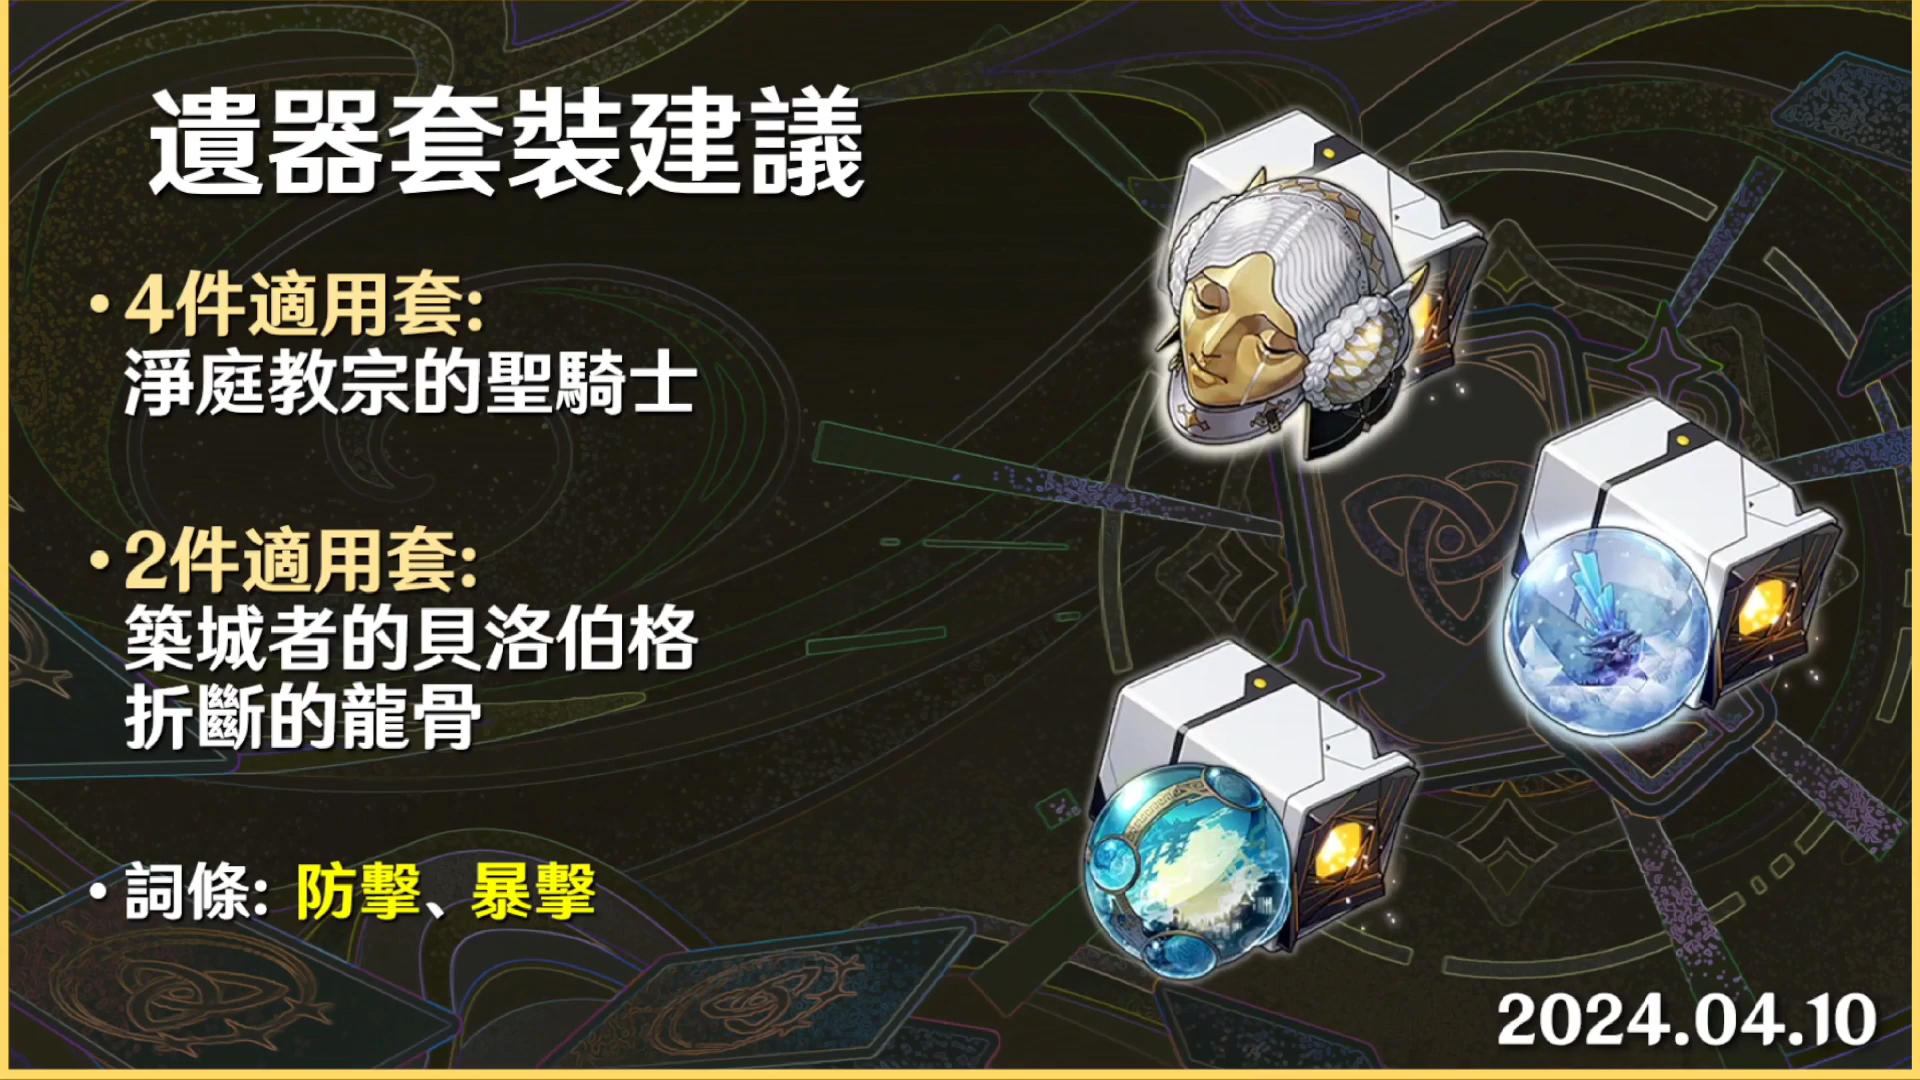 遺器套裝建議
•4件適用套:
淨庭教宗的聖騎士
•2件適用套:
築城者的貝洛伯格
折斷的龍骨
•詞條: 防擊、暴擊
2024.04.10